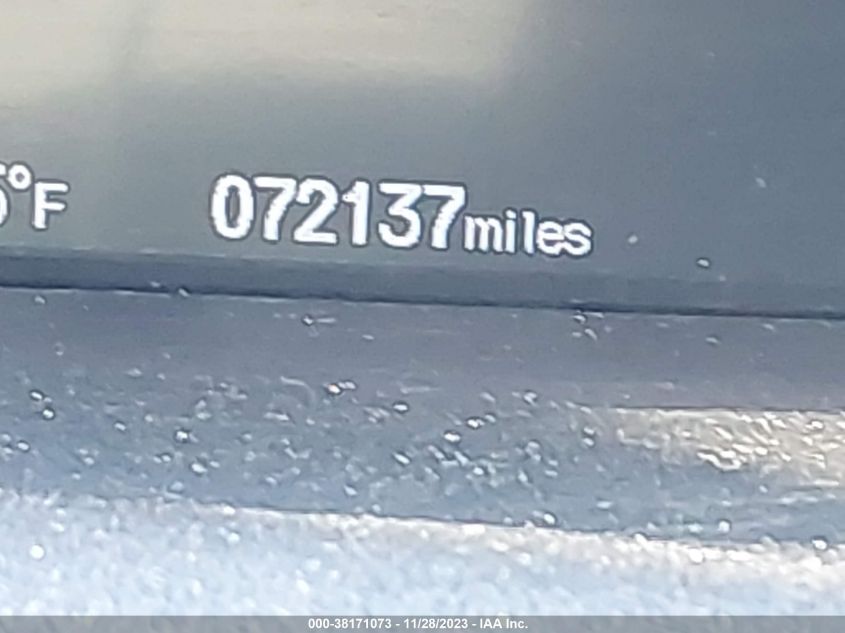 °F 072137miles
000-38171073 - 11/28/2023 - IAA Inc.